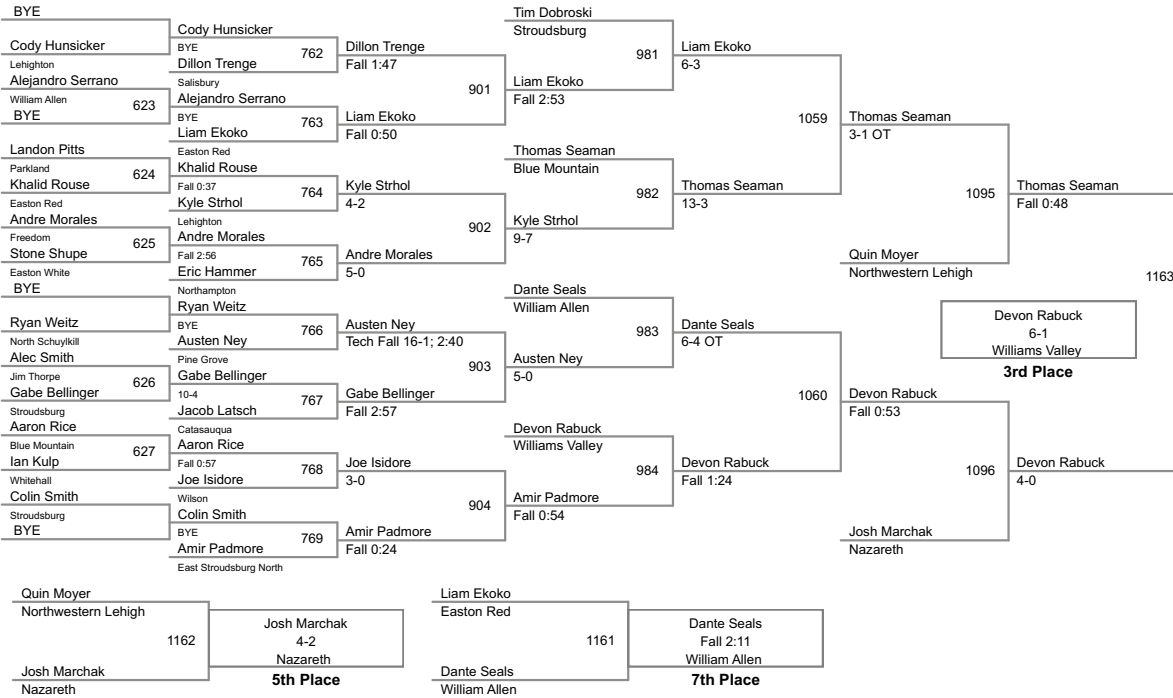 BYE
Cody Hunsicker
Lehighton
Alejandro Serrano
William Allen
623
BYE
Landon Pitts
Parkland
624
Khalid Rouse
Easton Red
Andre Morales
Freedom
625
Stone Shupe
Easton White
BYE
Ryan Weitz
North Schuylkill
Alec Smith
Jim Thorpe
626
Gabe Bellinger
Stroudsburg
Aaron Rice
Blue Mountain
627
Ian Kulp
Whitehall
Colin Smith
Stroudsburg
BYE
Cody Hunsicker
BYE
762
Dillon Trenge
Salisbury
Alejandro Serrano
BYE
763
Liam Ekoko
Easton Red
Khalid Rouse
Fall 0:37
764
Kyle Strhol
Lehighton
Andre Morales
Fall 2:56
765
Eric Hammer
Northampton
Ryan Weitz
BYE
766
Austen Ney
Pine Grove
Gabe Bellinger
10-4
767
Jacob Latsch
Catasauqua
Aaron Rice
Fall 0:57
768
Joe Isidore
Wilson
Colin Smith
BYE
769
Amir Padmore
East Stroudsburg North
Dillon Trenge
Fall 1:47
901
Liam Ekoko
Fall 0:50
Kyle Strhol
4-2
902
Andre Morales
5-0
Austen Ney
Tech Fall 16-1; 2:40
903
Gabe Bellinger
Fall 2:57
Joe Isidore
3-0
904
Amir Padmore
Fall 0:24
Tim Dobroski
Stroudsburg
981
Liam Ekoko
Fall 2:53
Thomas Seaman
Blue Mountain
982
Kyle Strhol
9-7
Dante Seals
William Allen
983
Austen Ney
5-0
Devon Rabuck
Williams Valley
984
Amir Padmore
Fall 0:54
Liam Ekoko
6-3
1059
Thomas Seaman
13-3
Dante Seals
6-4 OT
1060
Devon Rabuck
Fall 1:24
Thomas Seaman
3-1 OT
1095
Quin Moyer
Northwestern Lehigh
Devon Rabuck
Fall 0:53
1096
Josh Marchak
Nazareth
Thomas Seaman
Fall 0:48
1163
Devon Rabuck
4-0
Devon Rabuck
6-1
Williams Valley
3rd Place
Quin Moyer
Northwestern Lehigh
1162
Josh Marchak
Nazareth
Josh Marchak
4-2
Nazareth
5th Place
Liam Ekoko
Easton Red
1161
Dante Seals
William Allen
Dante Seals
Fall 2:11
William Allen
7th Place